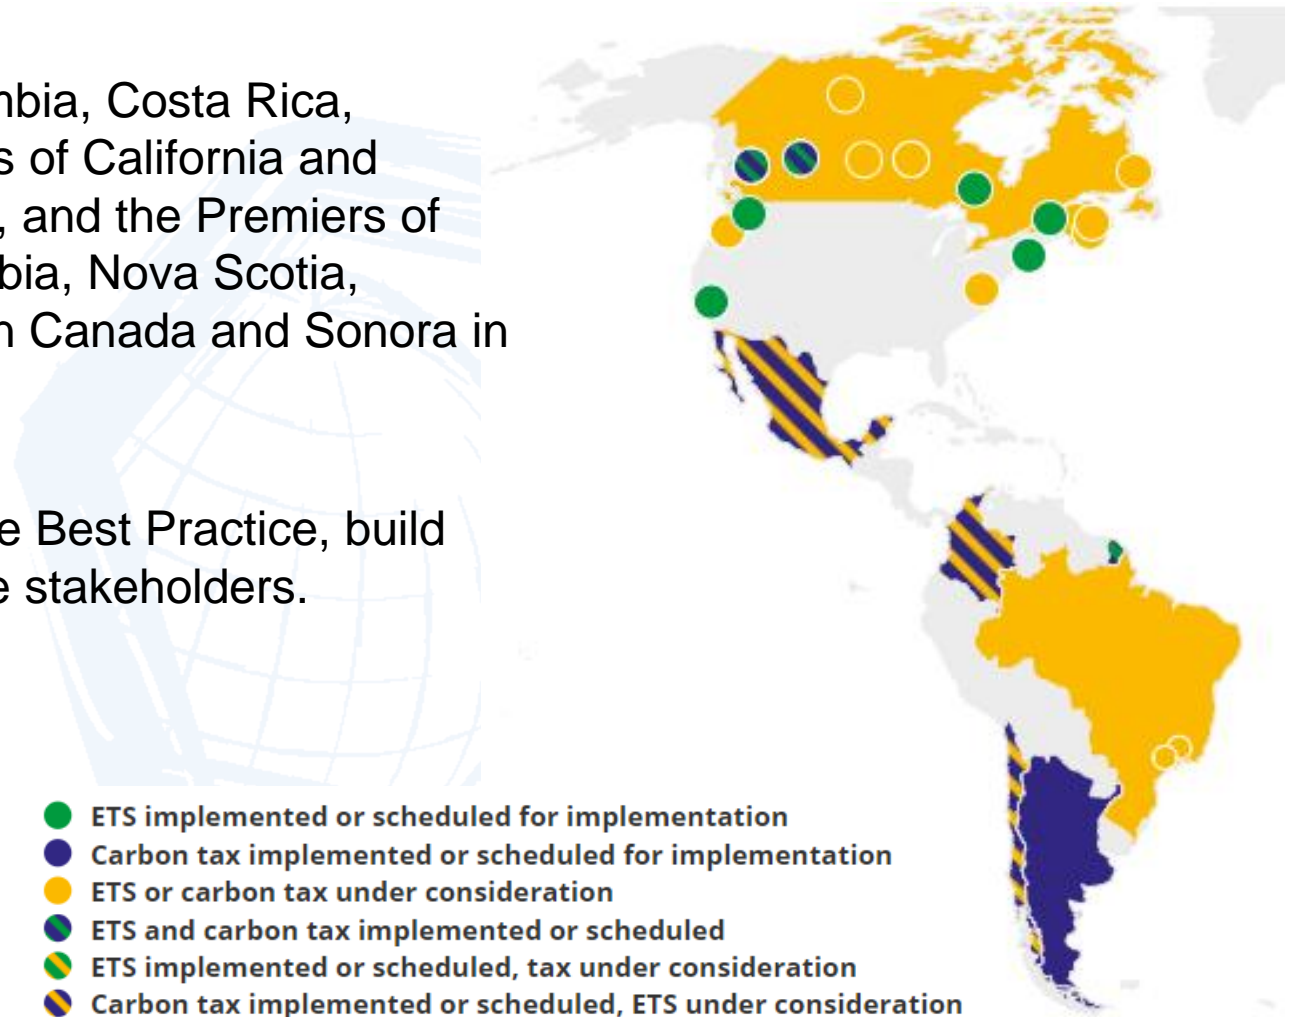 mbia, Costa Rica,
s of California and
, and the Premiers of
bia, Nova Scotia,
n Canada and Sonora in
e Best Practice, build
e stakeholders.
ETS implemented or scheduled for implementation
Carbon tax implemented or scheduled for implementation
ETS or carbon tax under consideration
ETS and carbon tax implemented or scheduled
ETS implemented or scheduled, tax under consideration
Carbon tax implemented or scheduled, ETS under consideration